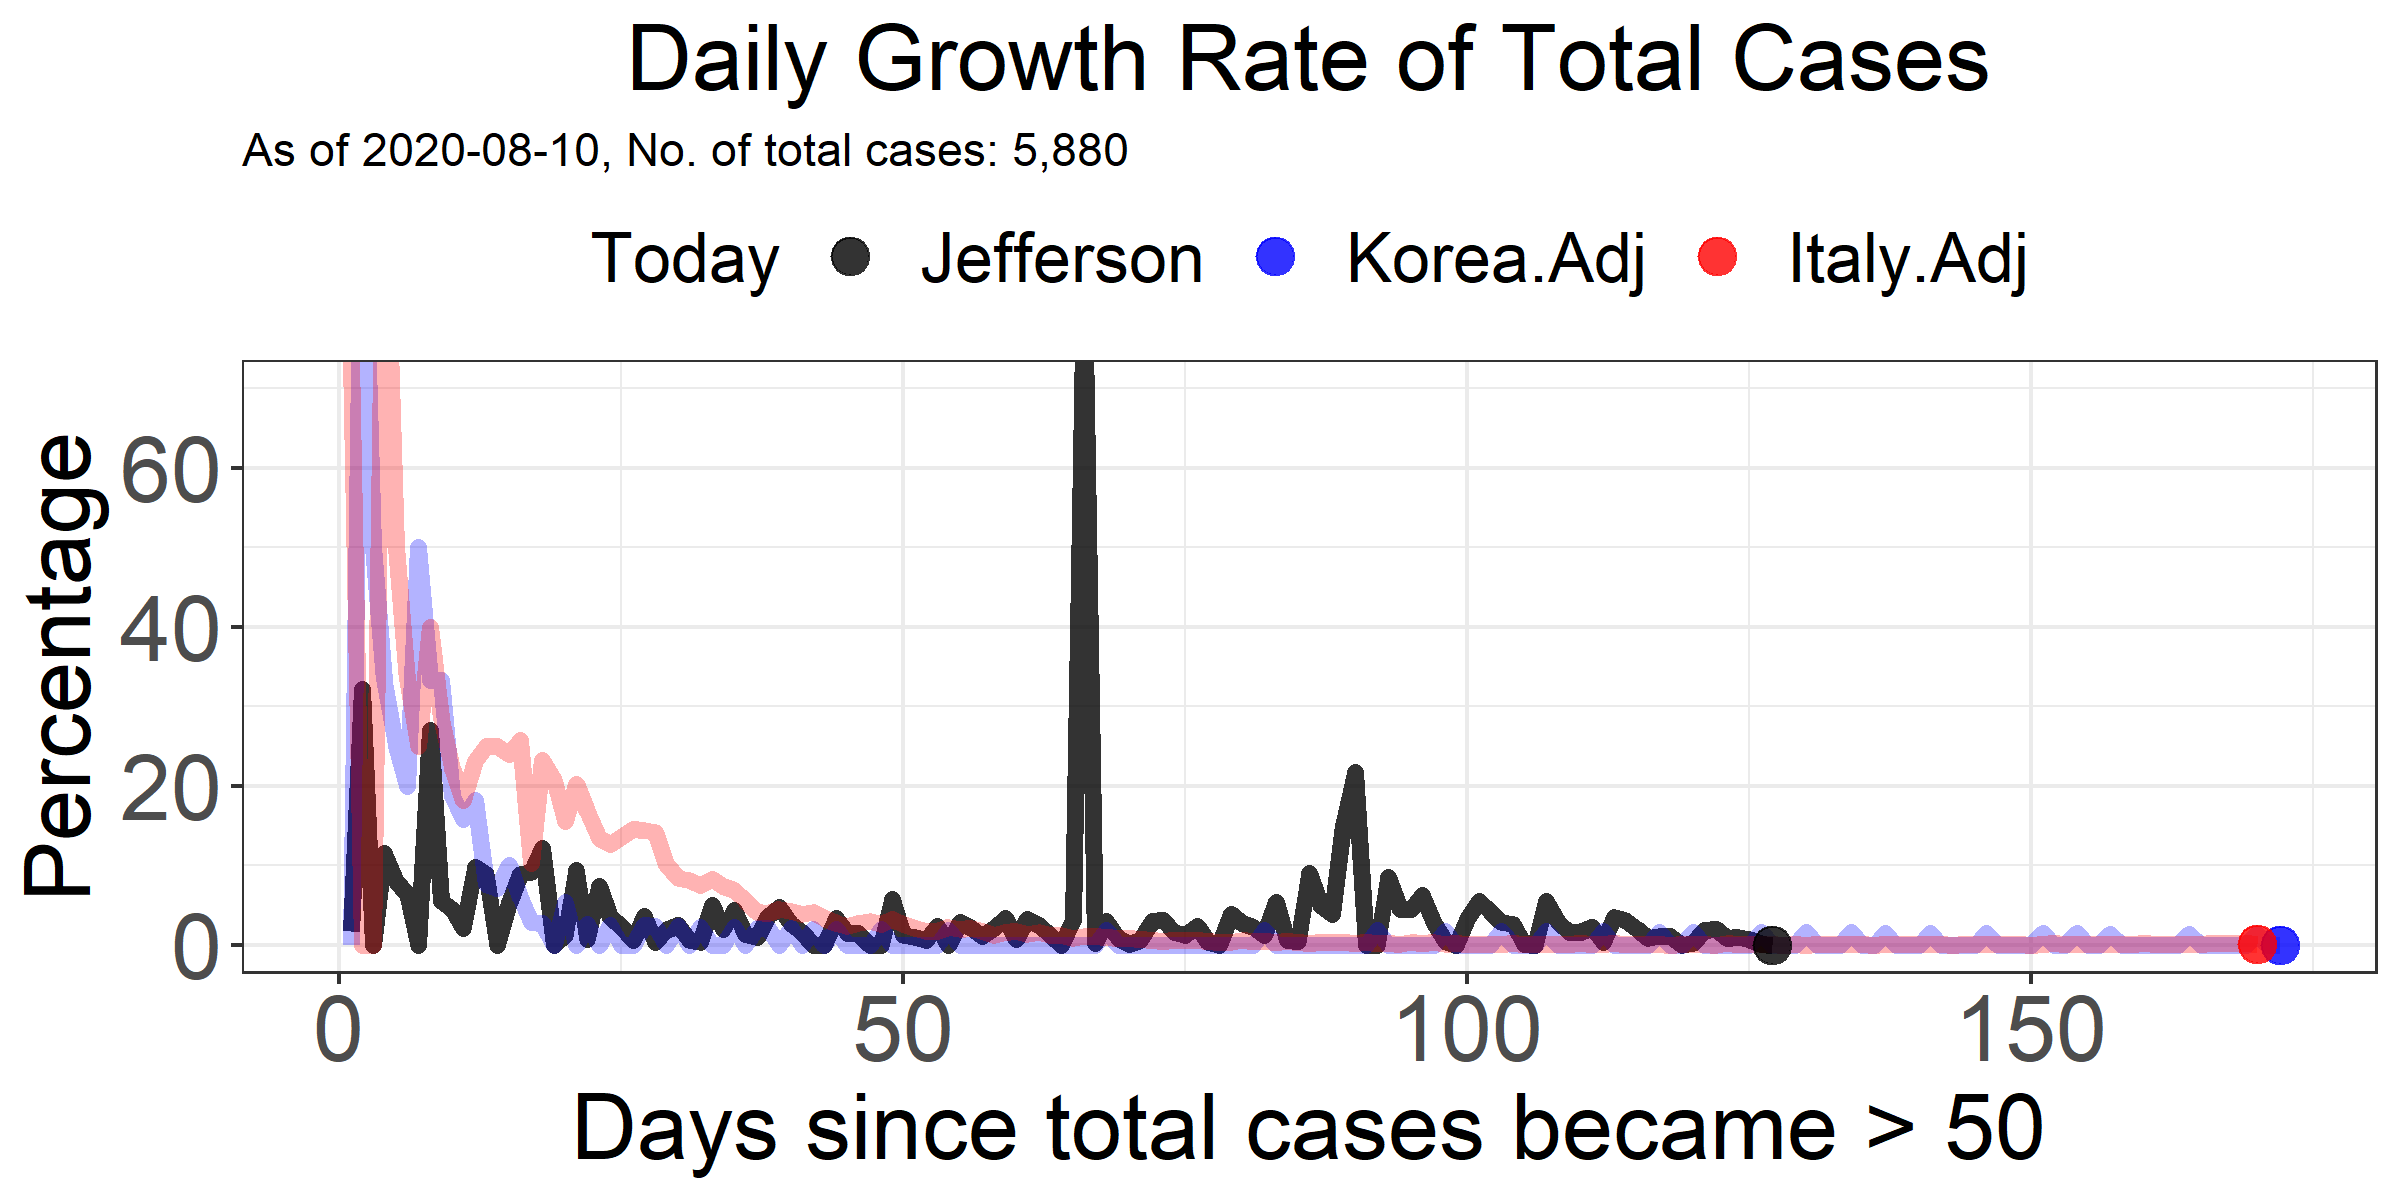 Daily Growth Rate of Total Cases
As of 2020-08-10, No. of total cases: 5,880
Today Jefferson Korea.Adj Italy.Adj
Percentage
60
40
20
0
0 50 100 150
Days since total cases became > 50